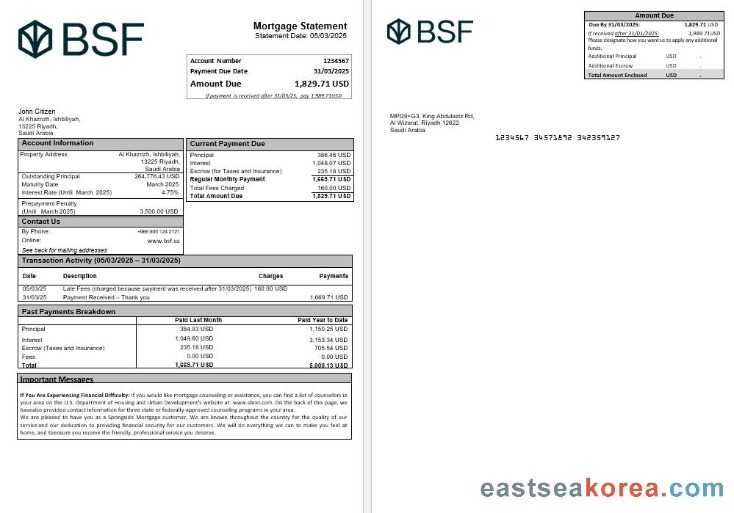 BSF
Mortgage Statement
Statement Date: 05/03/2025
Account Number 1234567
Payment Due Date 31/03/2025
Amount Due 1,829.71 USD
If payment is received after 31/03/25, pay 1,989.71USD
John Citizen
Al Khaznzh, Ishbiliyah,
13225 Riyadh,
Saudi Arabia
Account Information
Property Address Al Khaznzh, Ishbiliyah,
13225 Riyadh,
Saudi Arabia
Outstanding Principal 264,776.43 USD
Maturity Date March 2025
Interest Rate (Until March 2025) 4.75%
Prepayment Penalty
(Until March 2025) 3,500.00 USD
Contact Us
By Phone: +966 800 124 2121
Online: www.bsf.sa
See back for mailing addresses
Current Payment Due
Principal 386.46 USD
Interest 1,048.07 USD
Escrow (for Taxes and Insurance) 235.18 USD
Regular Monthly Payment 1,669.71 USD
Total Fees Charged 160.00 USD
Total Amount Due 1,829.71 USD
Transaction Activity (05/03/2025 – 31/03/2025)
Date Description Charges Payments
05/03/25 Late Fees (charged because payment was received after 31/03/2025) 160.00 USD
31/03/25 Payment Received – Thank you 1,669.71 USD
Past Payments Breakdown
Paid Last Month Paid Year to Date
Principal 384.93 USD 1,150.25 USD
Interest 1,049.60 USD 3,153.34 USD
Escrow (Taxes and Insurance) 235.18 USD 705.54 USD
Fees 0.00 USD 0.00 USD
Total 1,669.71 USD 5,009.13 USD
Important Messages
If You Are Experiencing Financial Difficulty: If you would like mortgage counseling or assistance, you can find a list of counselors in
your area on the U.S. Department of Housing and Urban Development's website at www.sbnri.com. On the back of this page, we
havealso provided contact information for three state or federally-approved counseling programs in your area.
We are pleased to have you as a Springside Mortgage customer. We are known throughout the country for the quality of our
serviceand our dedication to providing financial security for our customers. We will do everything we can to make you feel at
home, and toensure you receive the friendly, professional service you deserve.
BSF
Amount Due
Due By 31/03/2025: 1,829.71 USD
If received after 31/01/2025: 1,989.71USD
Please designate how you want us to apply any additional
funds.
Additional Principal USD .
Additional Escrow USD .
Total Amount Enclosed USD .
MPQ9+G3, King Abdulaziz Rd,
Al Wizarat, Riyadh 12622
Saudi Arabia
1234567 34571892 342359127
eastseakorea.com